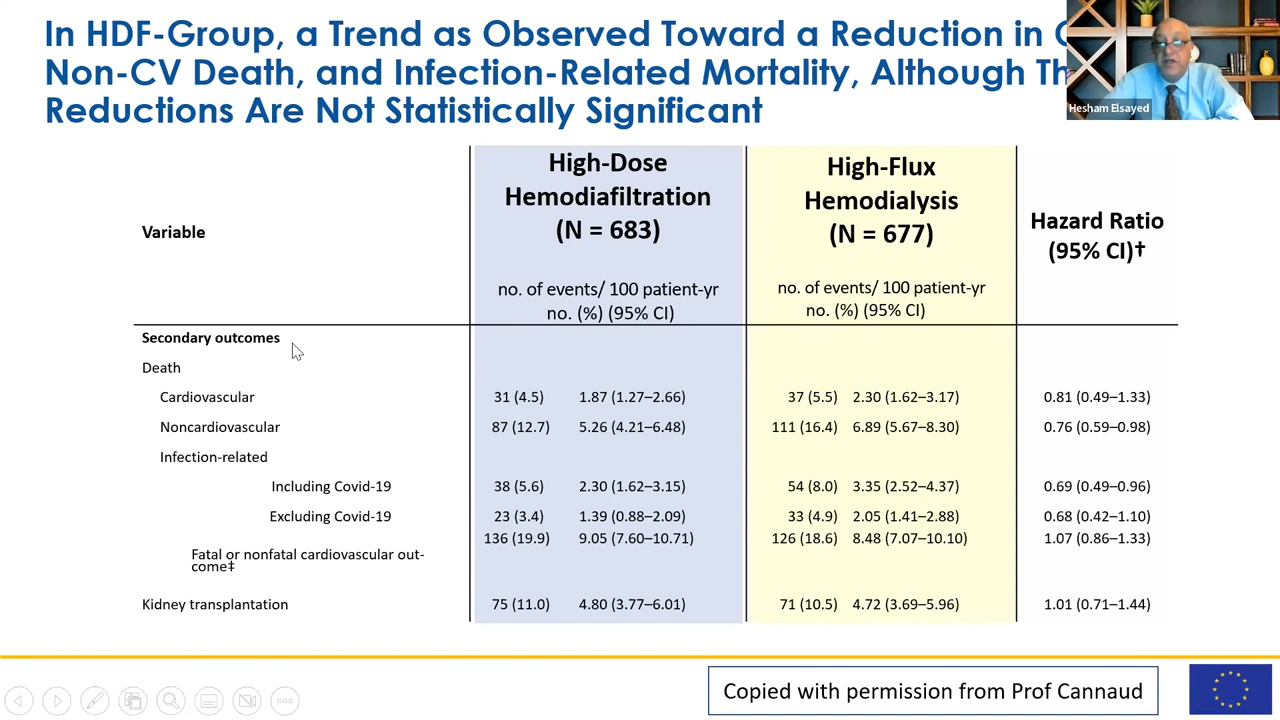 In HDF-Group, a Trend as Observed Toward a Reduction in
Non-CV Death, and Infection-Related Mortality, Although
Reductions Are Not Statistically Significant
Hesham Elsayed
Variable
High-Dose
Hemodiafiltration
(N = 683)
no. of events/ 100 patient-yr
no. (%) (95% CI)
High-Flux
Hemodialysis
(N = 677)
no. of events/ 100 patient-yr
no. (%) (95% CI)
Hazard Ratio
(95% CI)†
Secondary outcomes
Death
Cardiovascular 31 (4.5) 1.87 (1.27–2.66) 37 (5.5) 2.30 (1.62–3.17) 0.81 (0.49–1.33)
Noncardiovascular 87 (12.7) 5.26 (4.21–6.48) 111 (16.4) 6.89 (5.67–8.30) 0.76 (0.59–0.98)
Infection-related
Including Covid-19 38 (5.6) 2.30 (1.62–3.15) 54 (8.0) 3.35 (2.52–4.37) 0.69 (0.49–0.96)
Excluding Covid-19 23 (3.4) 1.39 (0.88–2.09) 33 (4.9) 2.05 (1.41–2.88) 0.68 (0.42–1.10)
136 (19.9) 9.05 (7.60–10.71) 126 (18.6) 8.48 (7.07–10.10) 1.07 (0.86–1.33)
Fatal or nonfatal cardiovascular out-
come‡
Kidney transplantation 75 (11.0) 4.80 (3.77–6.01) 71 (10.5) 4.72 (3.69–5.96) 1.01 (0.71–1.44)
Copied with permission from Prof Cannaud